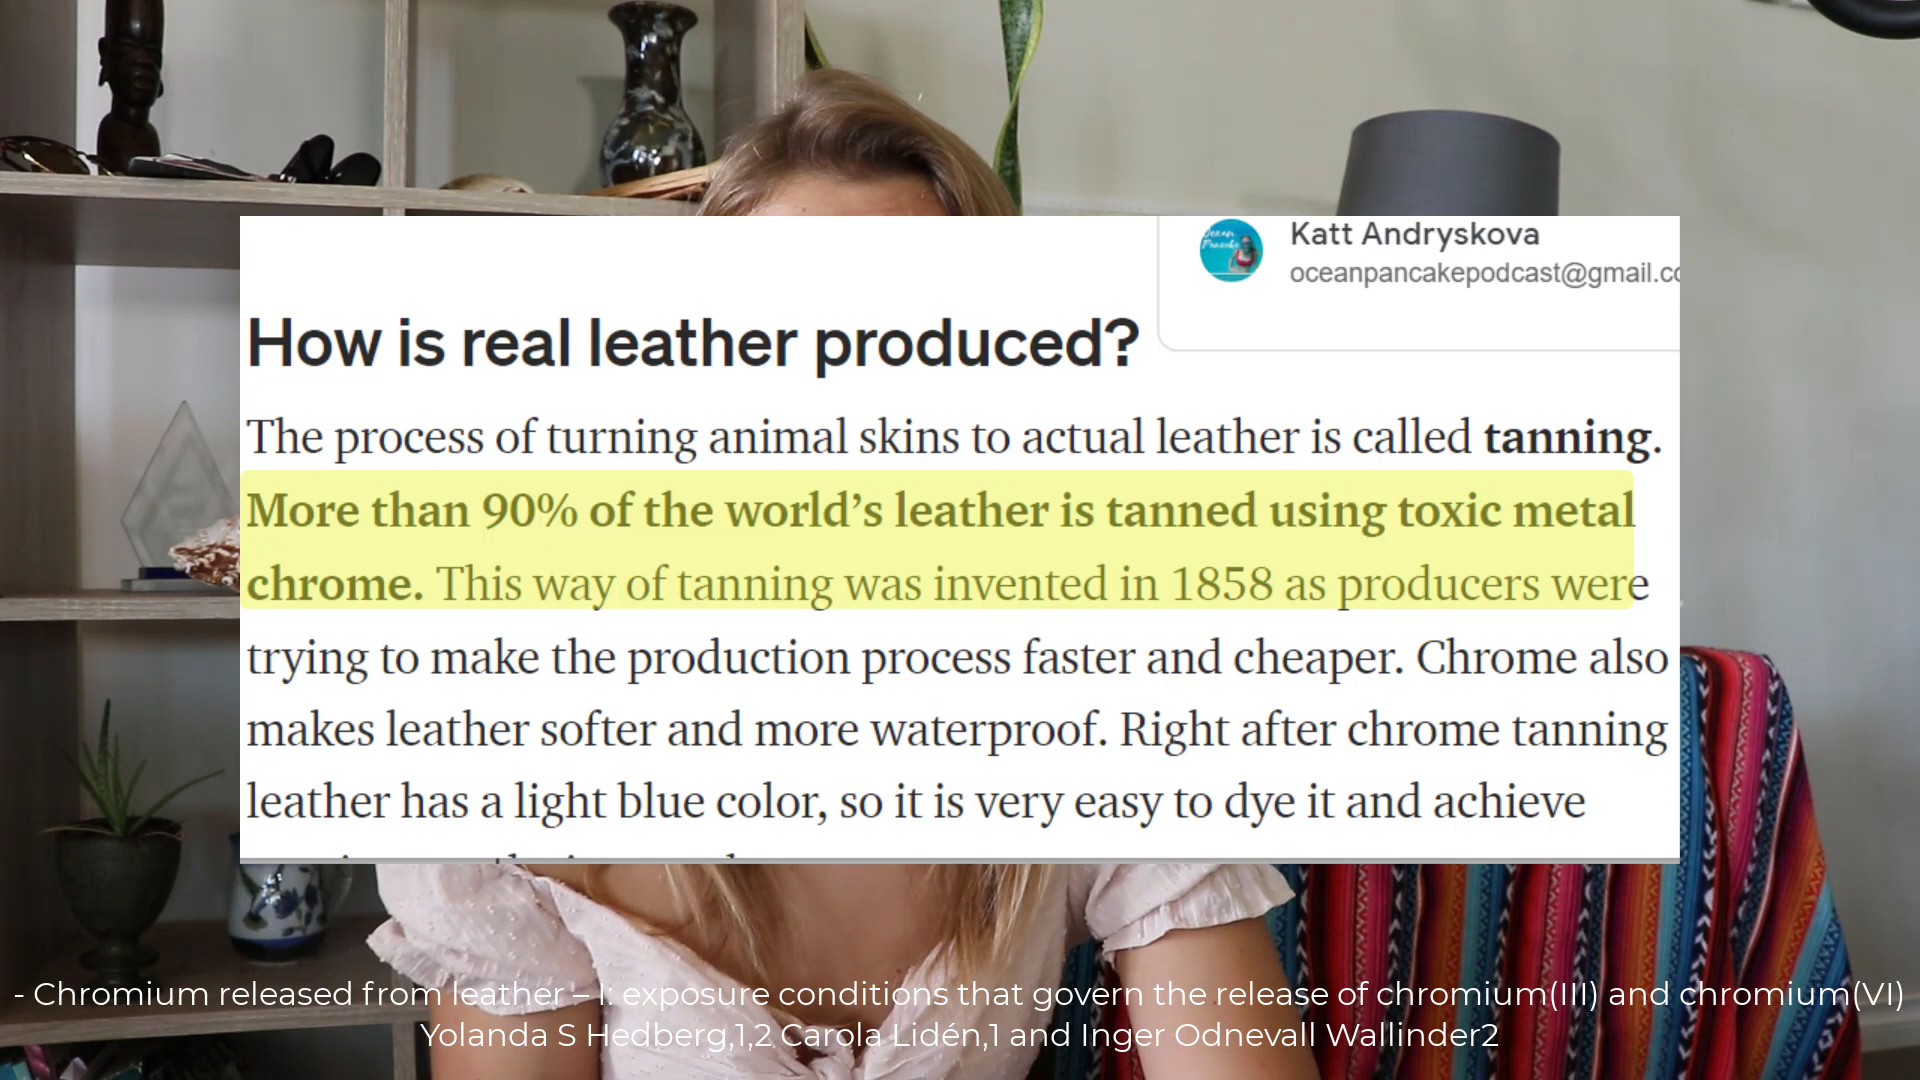 Katt Andryskova
oceanpancakepodcast@gmail.co
How is real leather produced?
The process of turning animal skins to actual leather is called tanning.
More than 90% of the world’s leather is tanned using toxic metal
chrome. This way of tanning was invented in 1858 as producers were
trying to make the production process faster and cheaper. Chrome also
makes leather softer and more waterproof. Right after chrome tanning
leather has a light blue color, so it is very easy to dye it and achieve
- Chromium released from leather – I: exposure conditions that govern the release of chromium(III) and chromium(VI)
Yolanda S Hedberg,1,2 Carola Lidén,1 and Inger Odnevall Wallinder2